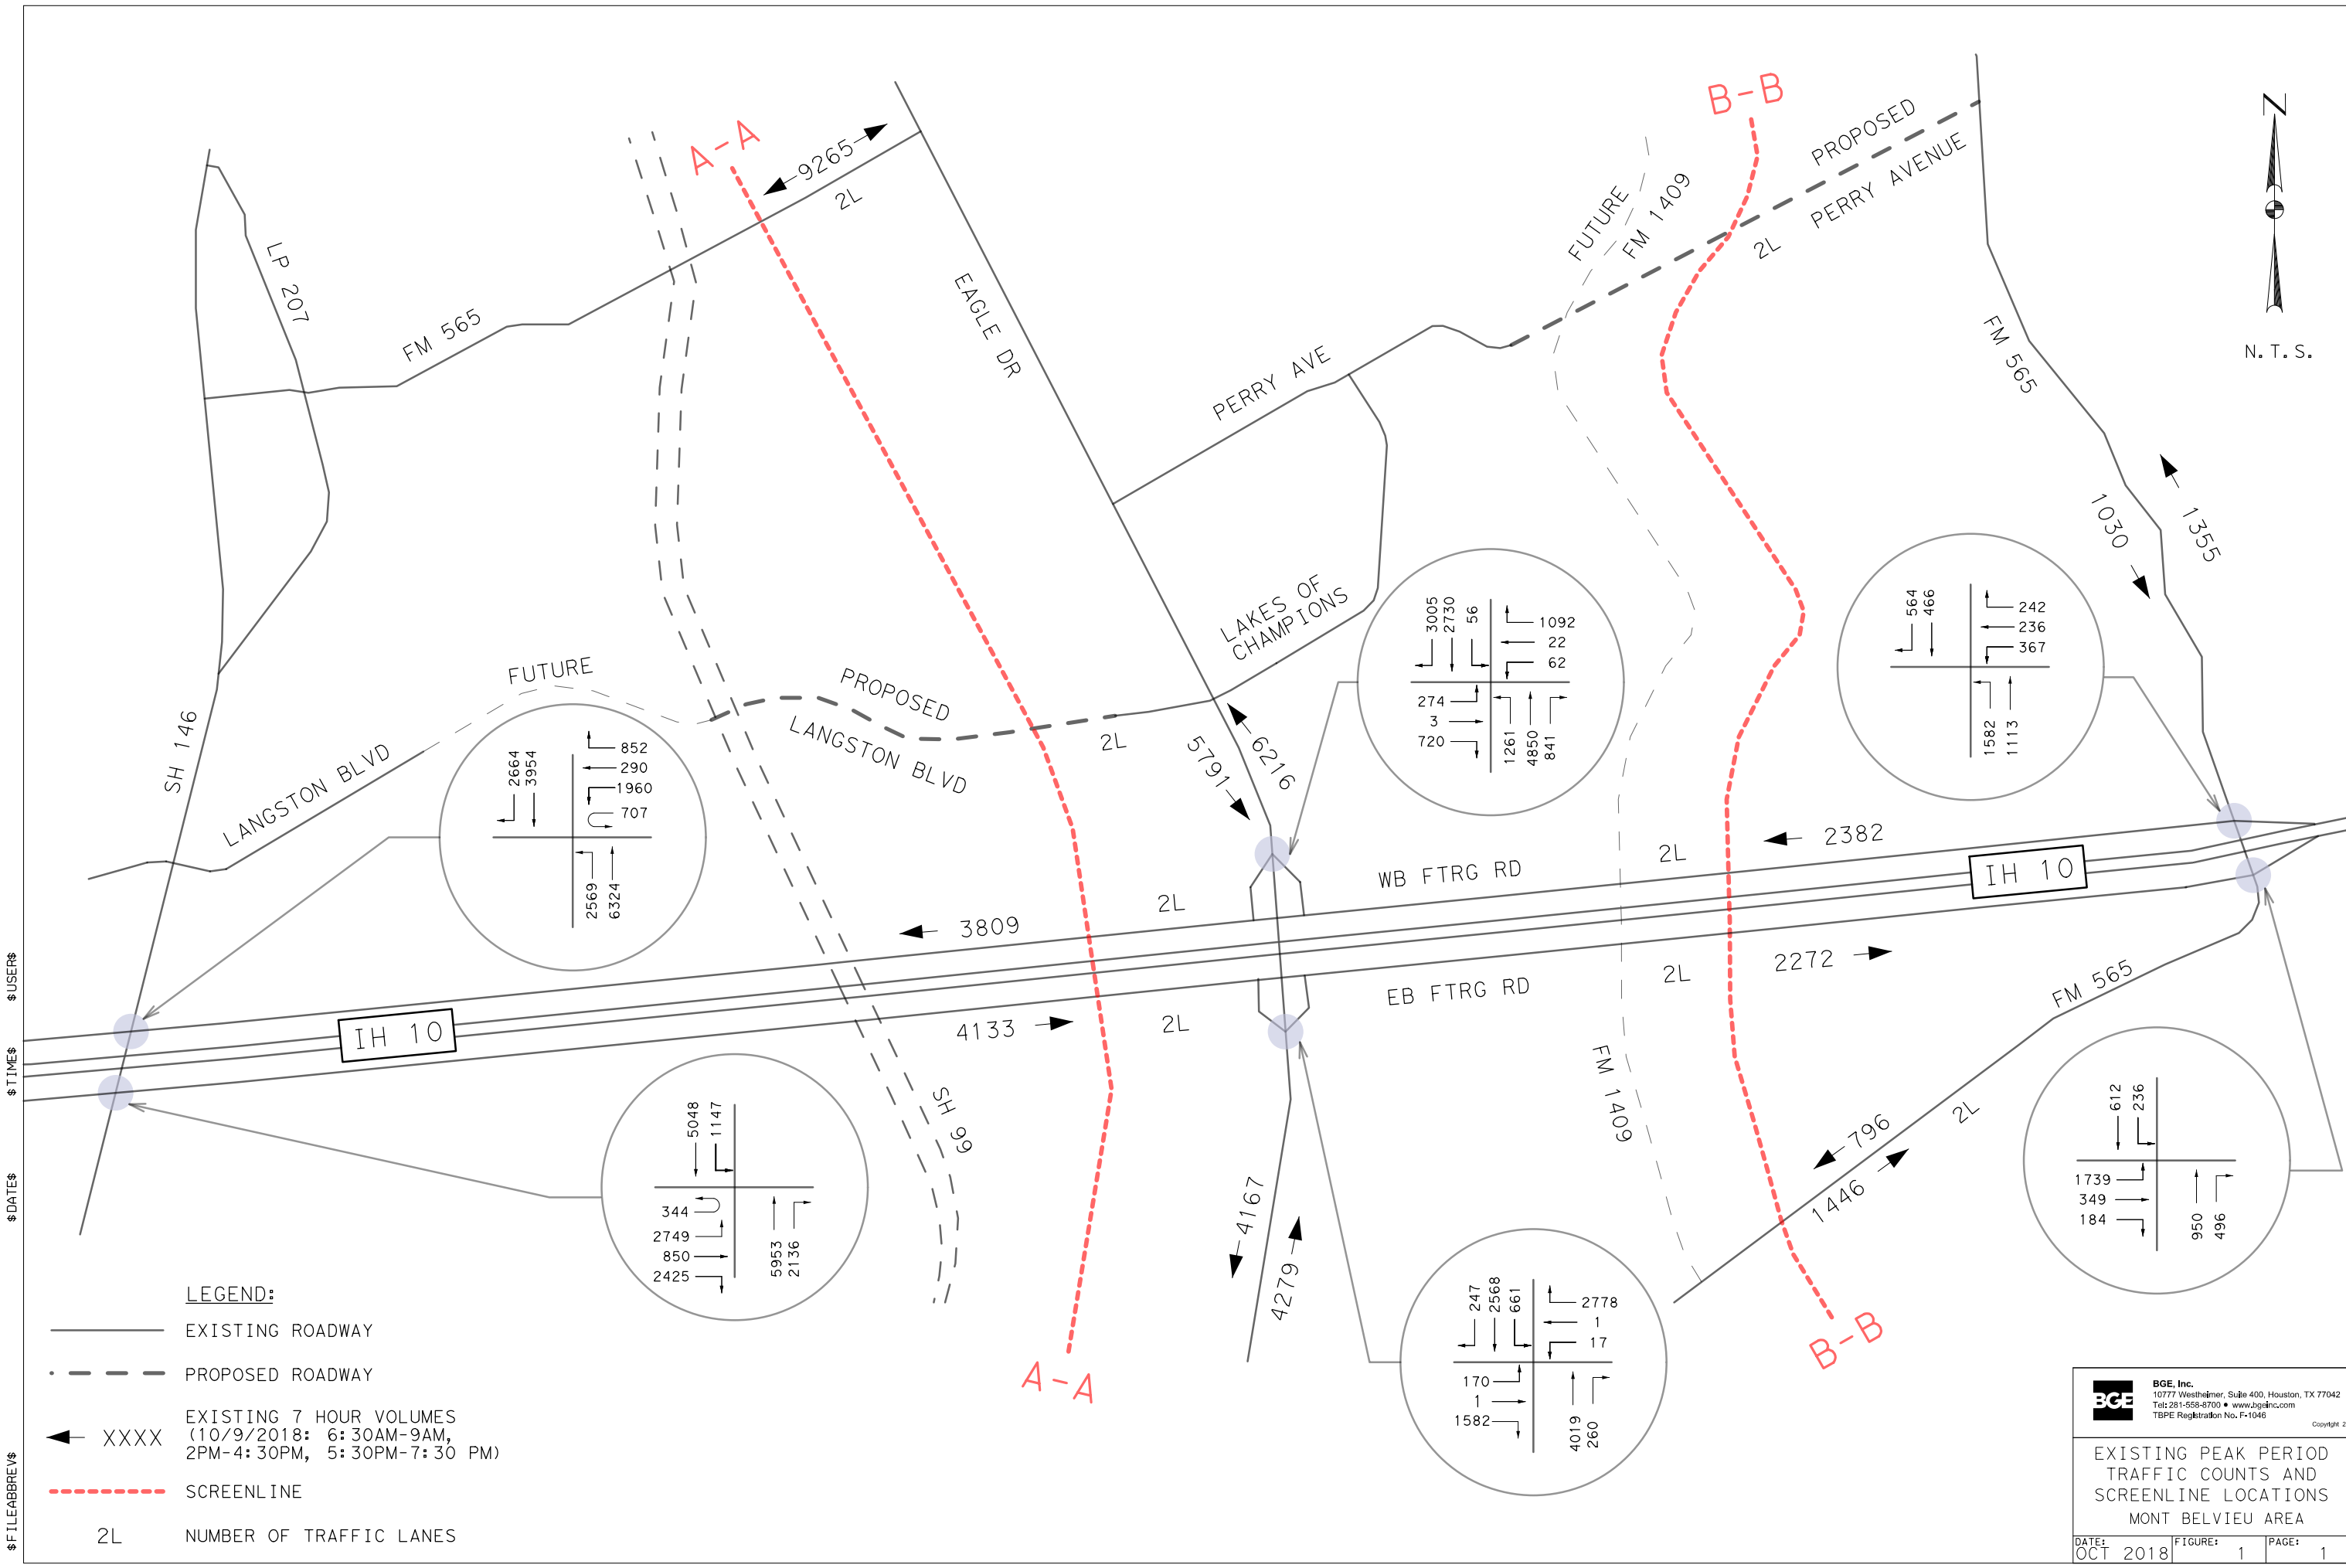 A-A
B-B
N
N.T.S.
9265
2L
LP 207
FM 565
EAGLE DR
FUTURE
FM 1409
PROPOSED
PERRY AVENUE
2L
PERRY AVE
FM 565
1030
1355
LAKES OF
CHAMPIONS
SH 146
LANGSTON BLVD
FUTURE
PROPOSED
LANGSTON BLVD
2L
5791
6216
2664
3954
852
290
1960
707
2569
6324
3005
2730
56
1092
22
62
274
3
720
1261
4850
841
564
466
242
236
367
1582
1113
WB FTRG RD
2L
2382
IH 10
2L
3809
EB FTRG RD
2L
2272
IH 10
4133
2L
SH 99
FM 1409
FM 565
796
1446
2L
4167
4279
5048
1147
344
2749
850
2425
5953
2136
247
2568
661
2778
1
17
170
1
1582
4019
260
612
236
1739
349
184
950
496
A-A
B-B
LEGEND:
EXISTING ROADWAY
PROPOSED ROADWAY
XXXX
EXISTING 7 HOUR VOLUMES
(10/9/2018: 6:30AM-9AM,
2PM-4:30PM, 5:30PM-7:30 PM)
SCREENLINE
2L NUMBER OF TRAFFIC LANES
$USER$
$TIME$
$DATE$
$FILEABBREV$
BGE
BGE, Inc.
10777 Westheimer, Suite 400, Houston, TX 77042
Tel: 281-558-8700 ● www.bgeinc.com
TBPE Registration No. F-1046
Copyright 2
EXISTING PEAK PERIOD
TRAFFIC COUNTS AND
SCREENLINE LOCATIONS
MONT BELVIEU AREA
DATE: OCT 2018 FIGURE: 1 PAGE: 1